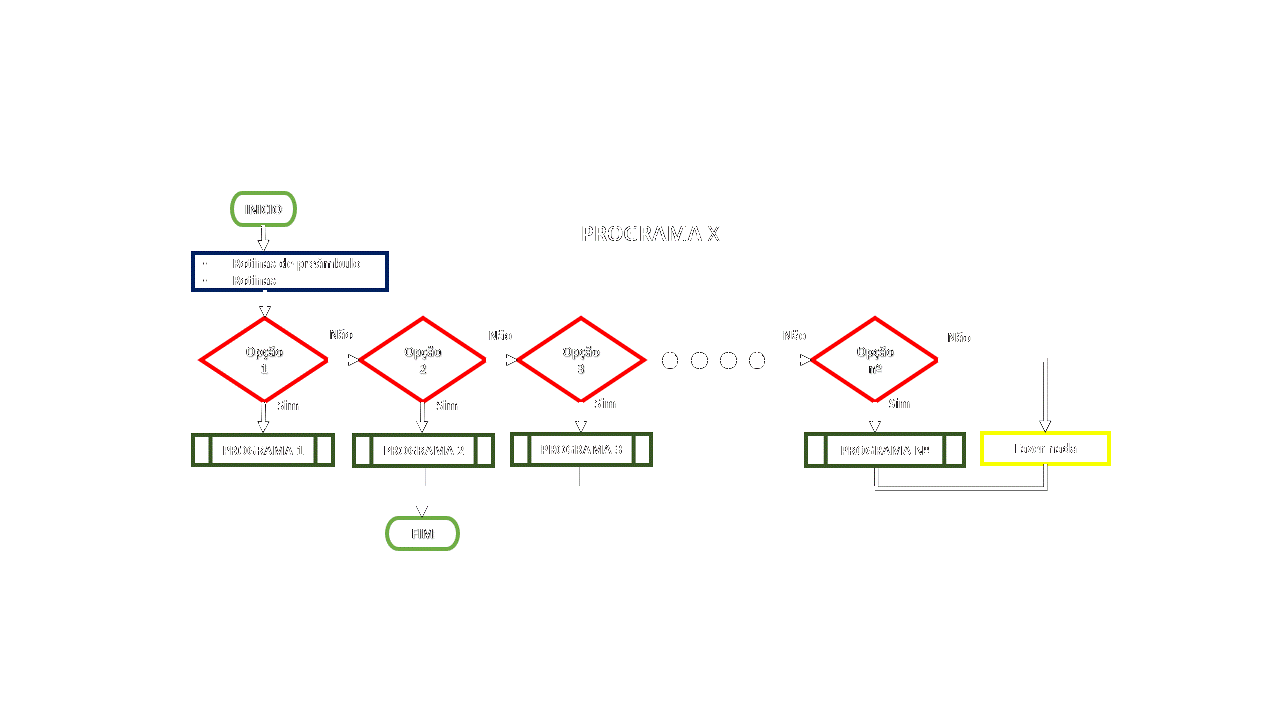 INICIO
PROGRAMA X
Rotinas de preâmbulo
Rotinas
Não
Não
Não
Não
Opção
1
Opção
2
Opção
3
Opção
nº
Sim
Sim
Sim
Sim
PROGRAMA 1
PROGRAMA 2
PROGRAMA 3
PROGRAMA Nº
Fazer nada
FIM